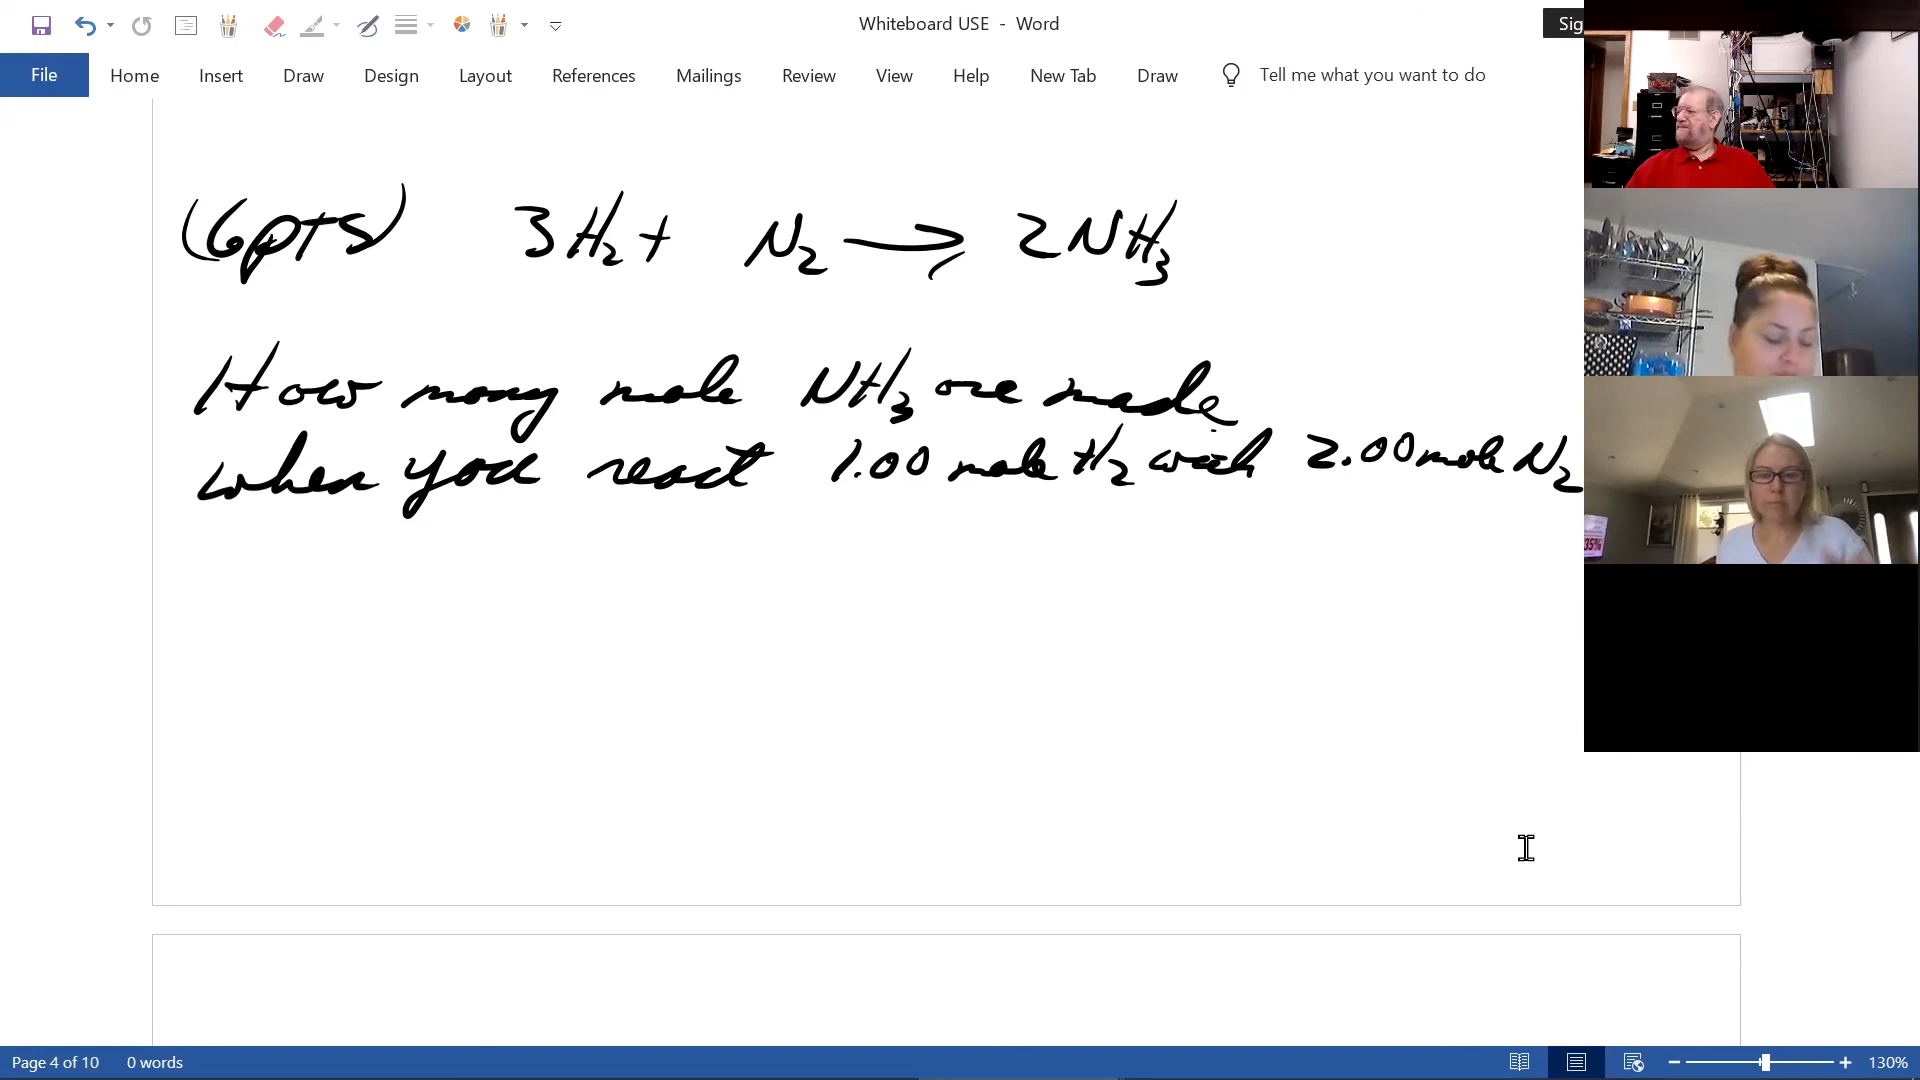 Whiteboard USE - Word
Sig
File Home Insert Draw Design Layout References Mailings Review View Help New Tab Draw Tell me what you want to do
(6pts) 3H₂ + N₂ → 2NH₃
How many mole NH₃ are made
when you react 1.00 mole H₂ with 2.00 mole N₂
35%
Page 4 of 10 0 words 130%